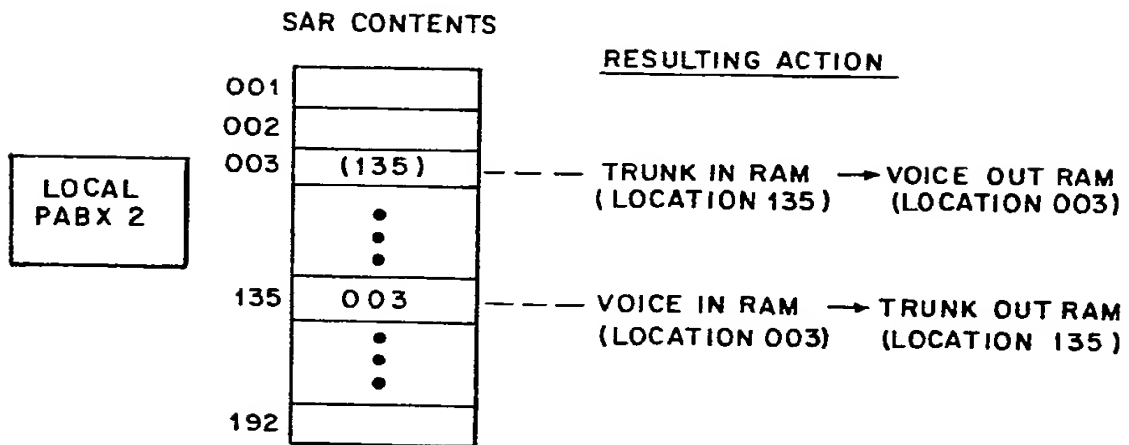 SAR CONTENTS
RESULTING ACTION
001
002
003 (135) TRUNK IN RAM → VOICE OUT RAM
(LOCATION 135) (LOCATION 003)
LOCAL
PABX 2
135 003 VOICE IN RAM → TRUNK OUT RAM
(LOCATION 003) (LOCATION 135)
192